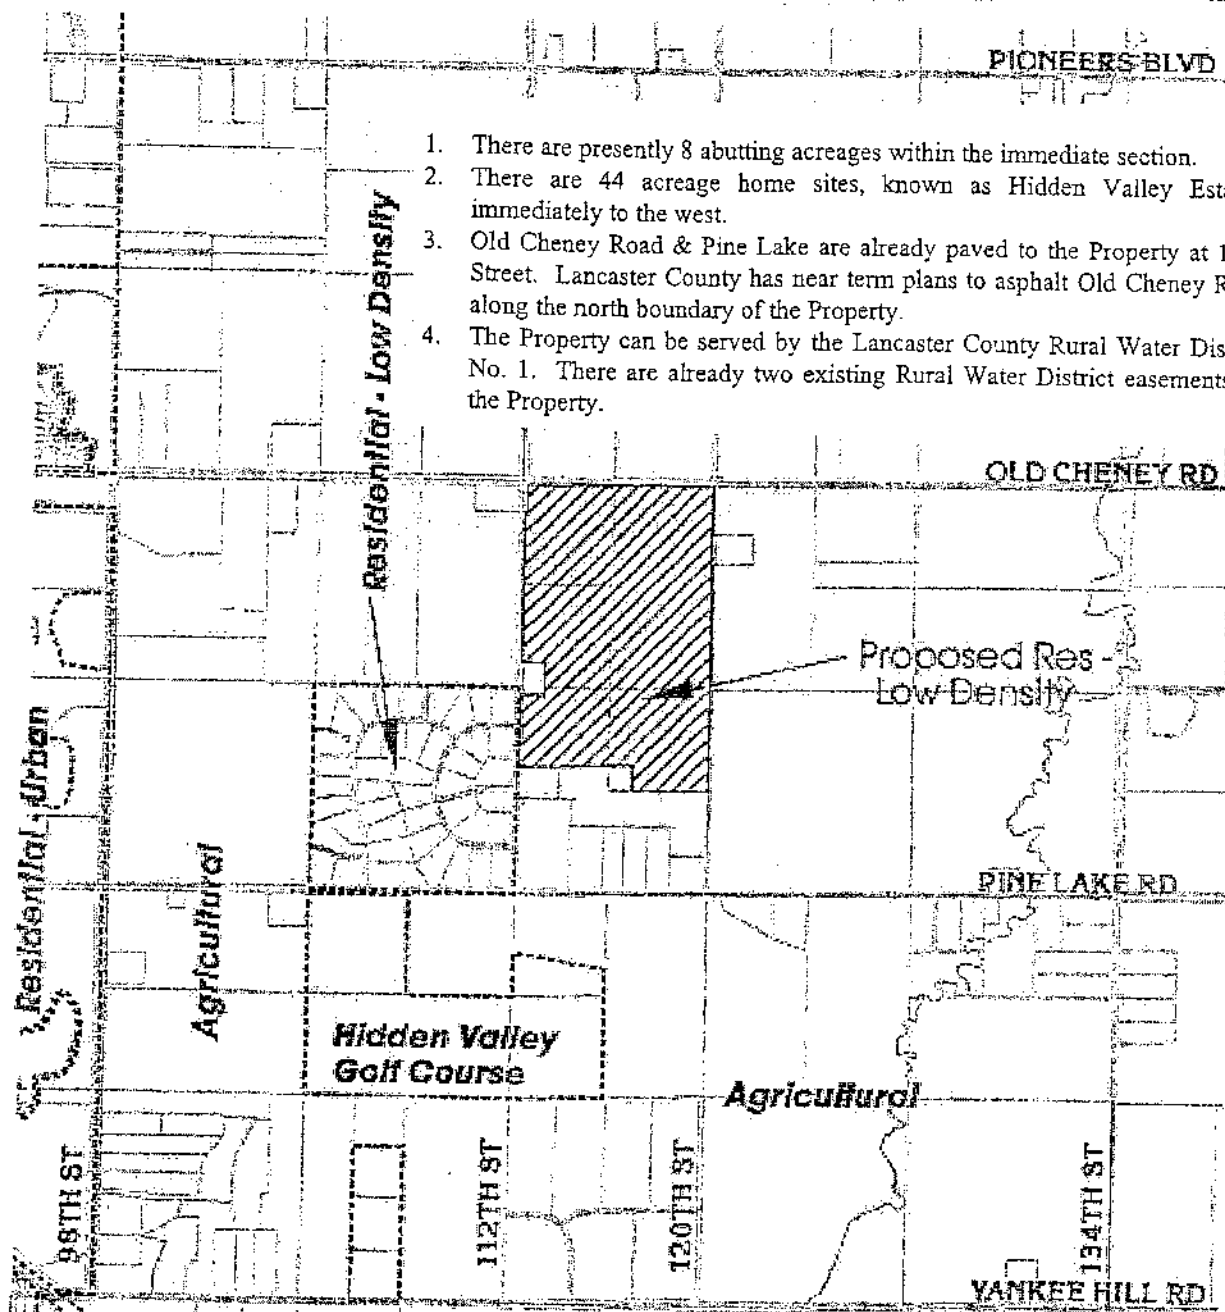 PIONEERS BLVD
1. There are presently 8 abutting acreages within the immediate section.
2. There are 44 acreage home sites, known as Hidden Valley Est
immediately to the west.
3. Old Cheney Road & Pine Lake are already paved to the Property at 1
Street. Lancaster County has near term plans to asphalt Old Cheney R
along the north boundary of the Property.
4. The Property can be served by the Lancaster County Rural Water Dis
No. 1. There are already two existing Rural Water District easements
the Property.
Residential - Low Density
OLD CHENEY RD
Proposed Res -
Low Density
Residential - Urban
Agricultural
PINE LAKE RD
Hidden Valley
Golf Course
Agricultural
98TH ST
112TH ST
120TH ST
134TH ST
YANKEE HILL RD